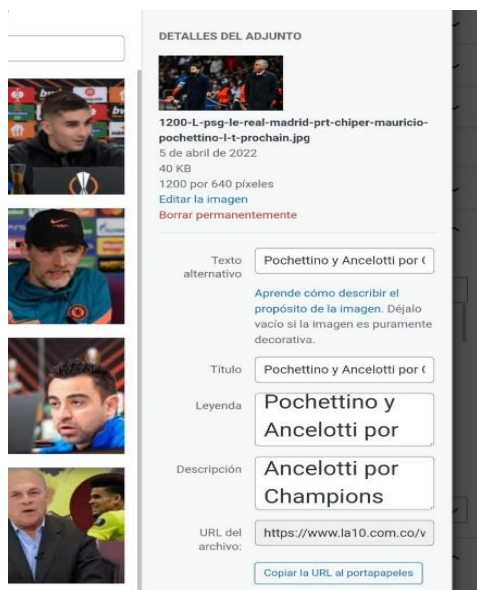 DETALLES DEL ADJUNTO
1200-L-psg-le-real-madrid-prt-chiper-mauricio-
pochettino-l-t-prochain.jpg
5 de abril de 2022
40 KB
1200 por 640 píxeles
Editar la imagen
Borrar permanentemente
Texto alternativo
Pochettino y Ancelotti por
Aprende cómo describir el
propósito de la imagen. Déjalo
vacío si la imagen es puramente
decorativa.
Título
Pochettino y Ancelotti por
Leyenda
Pochettino y
Ancelotti por
Descripción
Ancelotti por
Champions
URL del archivo:
https://www.la10.com.co/
Copiar la URL al portapapeles